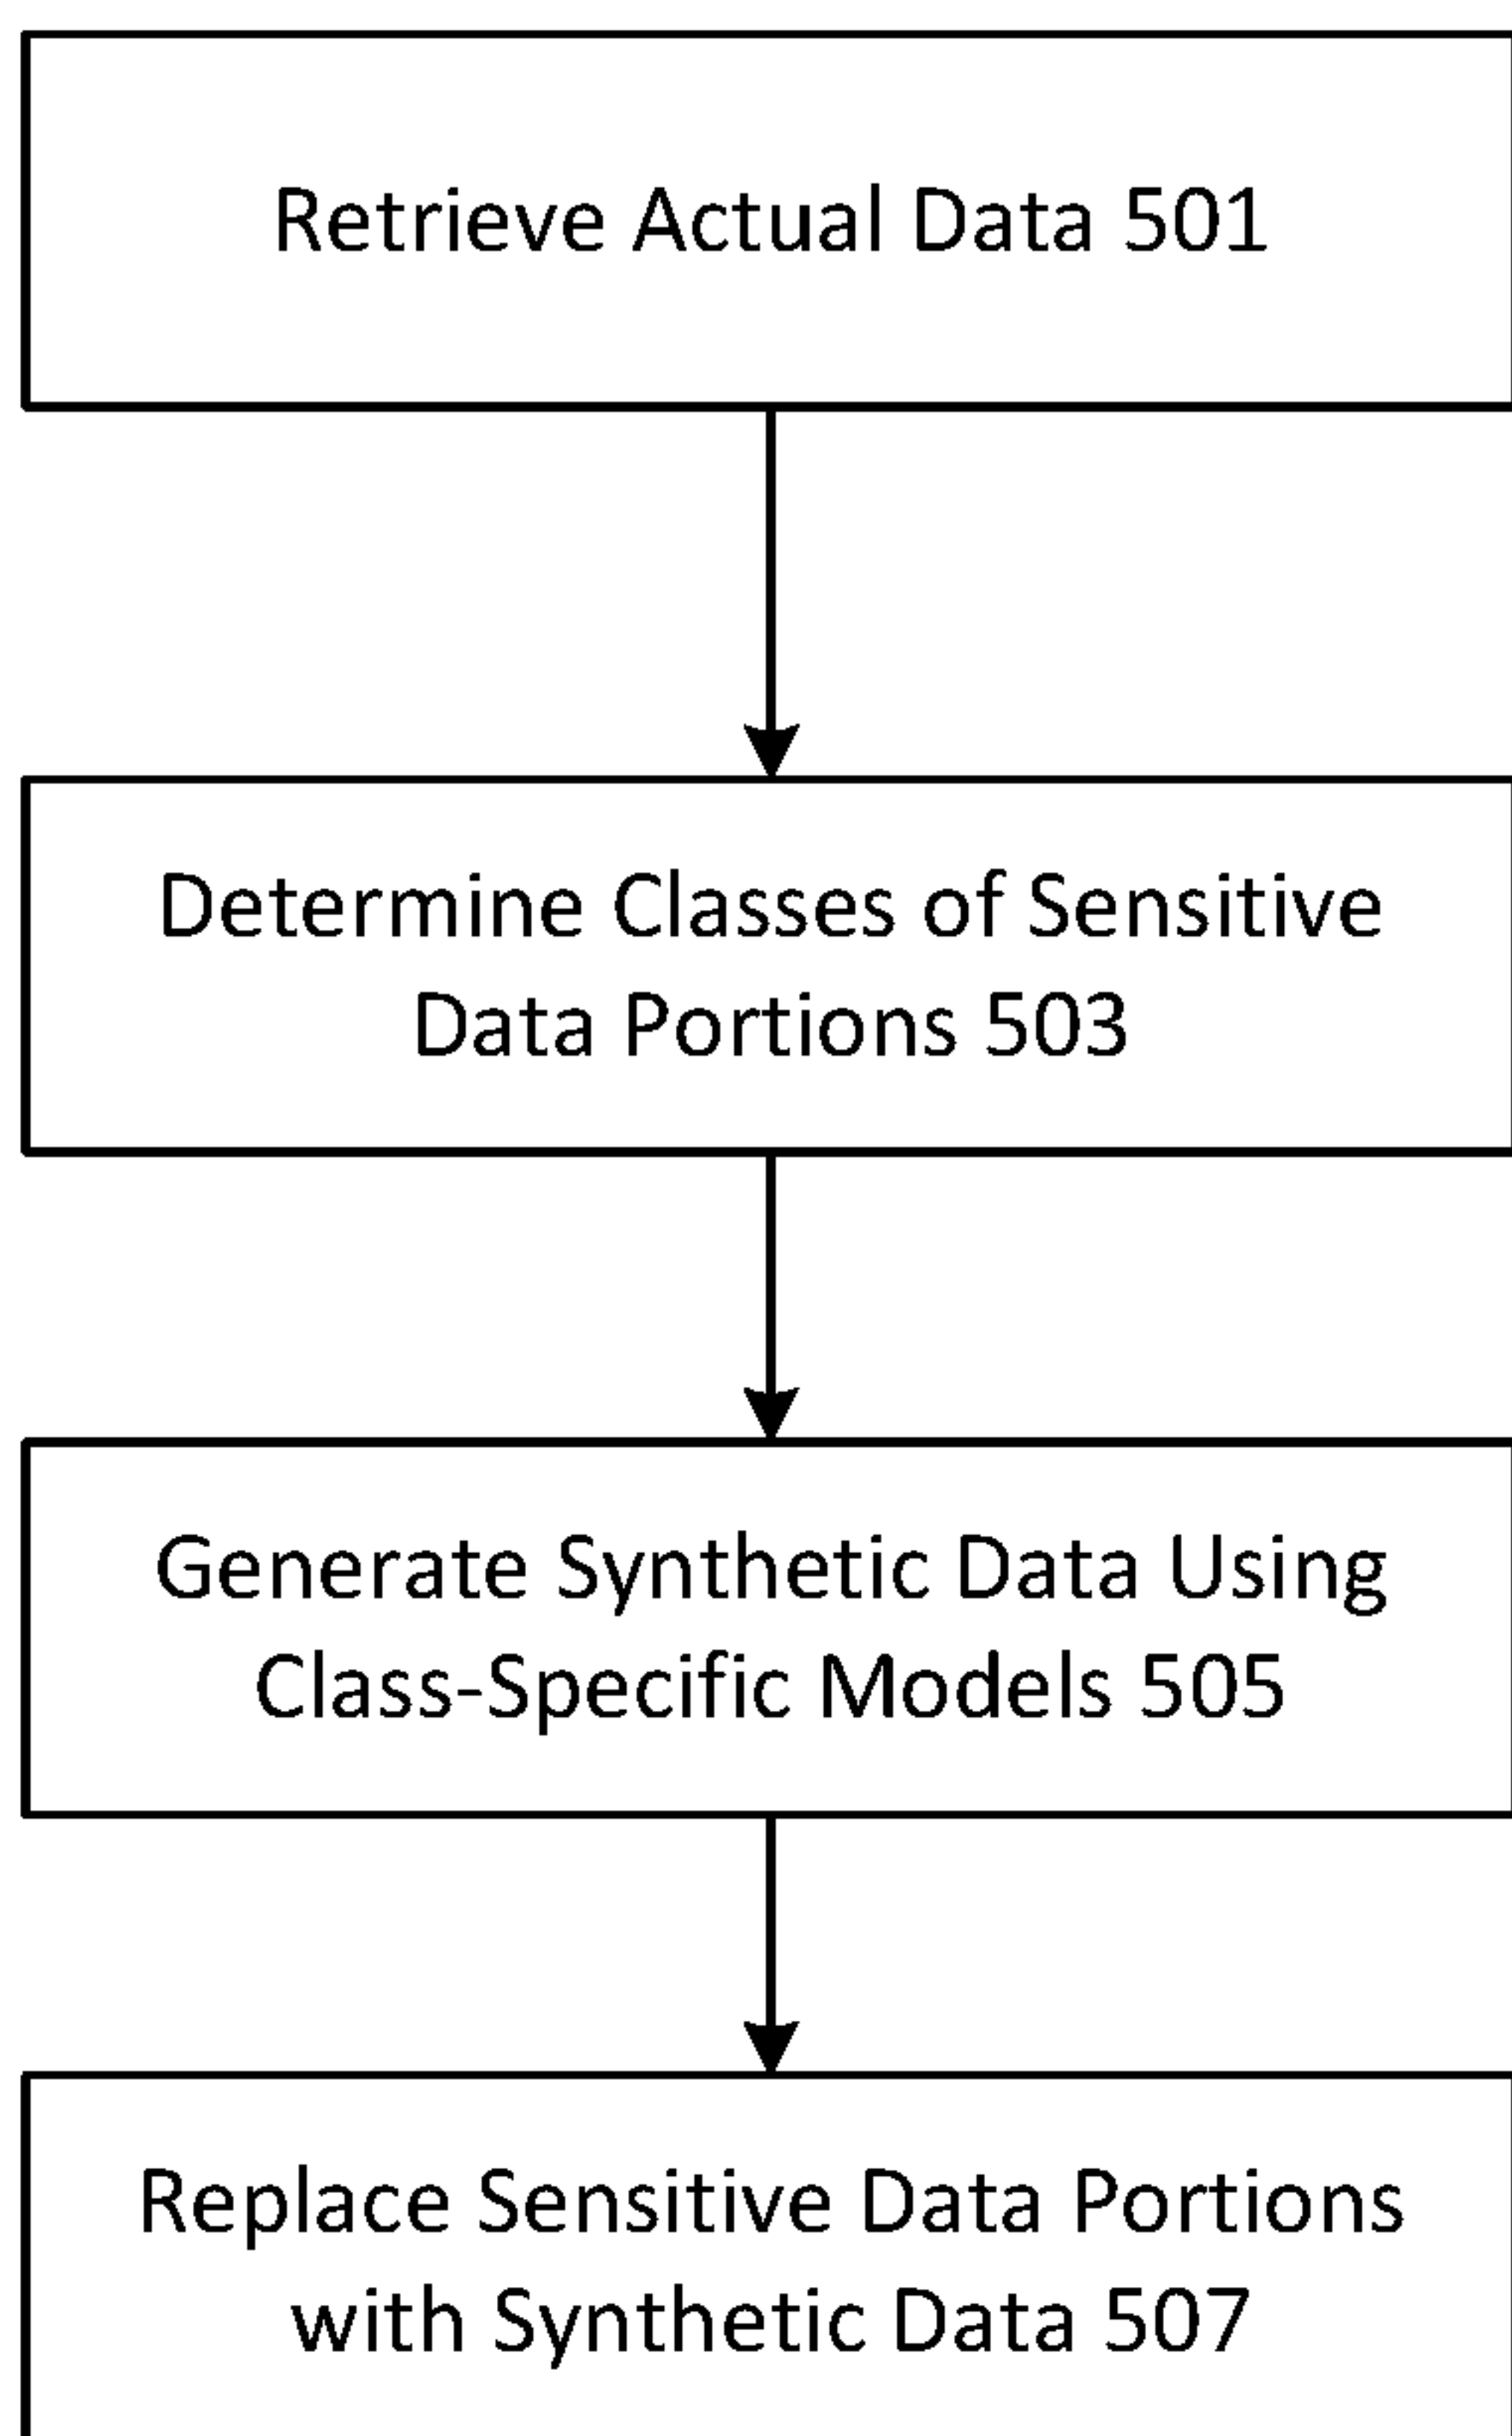 Retrieve Actual Data 501
Determine Classes of Sensitive
Data Portions 503
Generate Synthetic Data Using
Class-Specific Models 505
Replace Sensitive Data Portions
with Synthetic Data 507